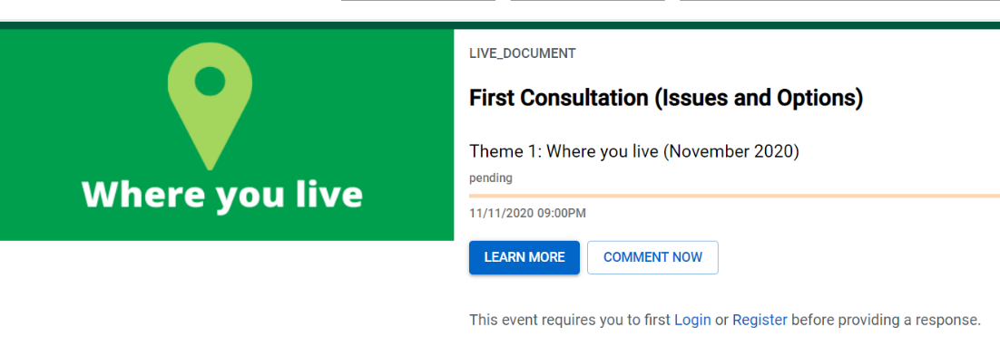 Where you live
LIVE_DOCUMENT
First Consultation (Issues and Options)
Theme 1: Where you live (November 2020)
pending
11/11/2020 09:00PM
LEARN MORE
COMMENT NOW
This event requires you to first Login or Register before providing a response.